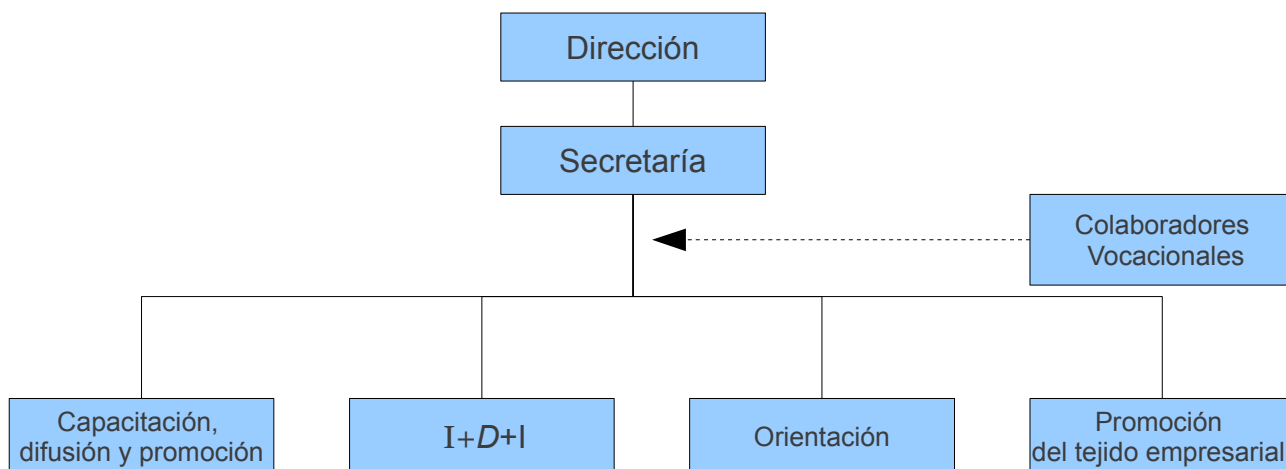 Dirección
Secretaría
Colaboradores
Vocacionales
Capacitación,
difusión y promoción
I+D+I
Orientación
Promoción
del tejido empresarial